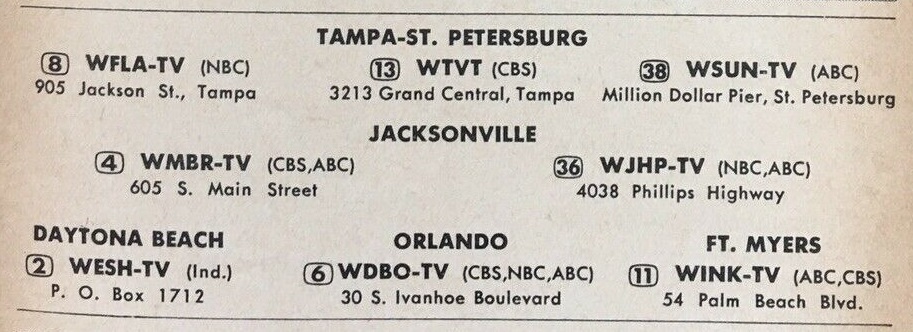 TAMPA-ST. PETERSBURG
8 WFLA-TV (NBC) 13 WTVT (CBS) 38 WSUN-TV (ABC)
905 Jackson St., Tampa 3213 Grand Central, Tampa Million Dollar Pier, St. Petersburg
JACKSONVILLE
4 WMBR-TV (CBS,ABC) 36 WJHP-TV (NBC,ABC)
605 S. Main Street 4038 Phillips Highway
DAYTONA BEACH ORLANDO FT. MYERS
2 WESH-TV (Ind.) 6 WDBO-TV (CBS,NBC,ABC) 11 WINK-TV (ABC,CBS)
P. O. Box 1712 30 S. Ivanhoe Boulevard 54 Palm Beach Blvd.